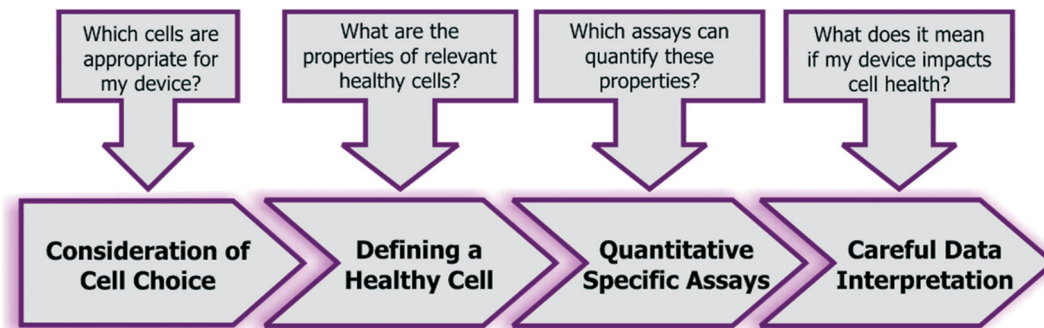 Which cells are
appropriate for
my device?
What are the
properties of relevant
healthy cells?
Which assays can
quantify these
properties?
What does it mean
if my device impacts
cell health?
Consideration of
Cell Choice
Defining a
Healthy Cell
Quantitative
Specific Assays
Careful Data
Interpretation